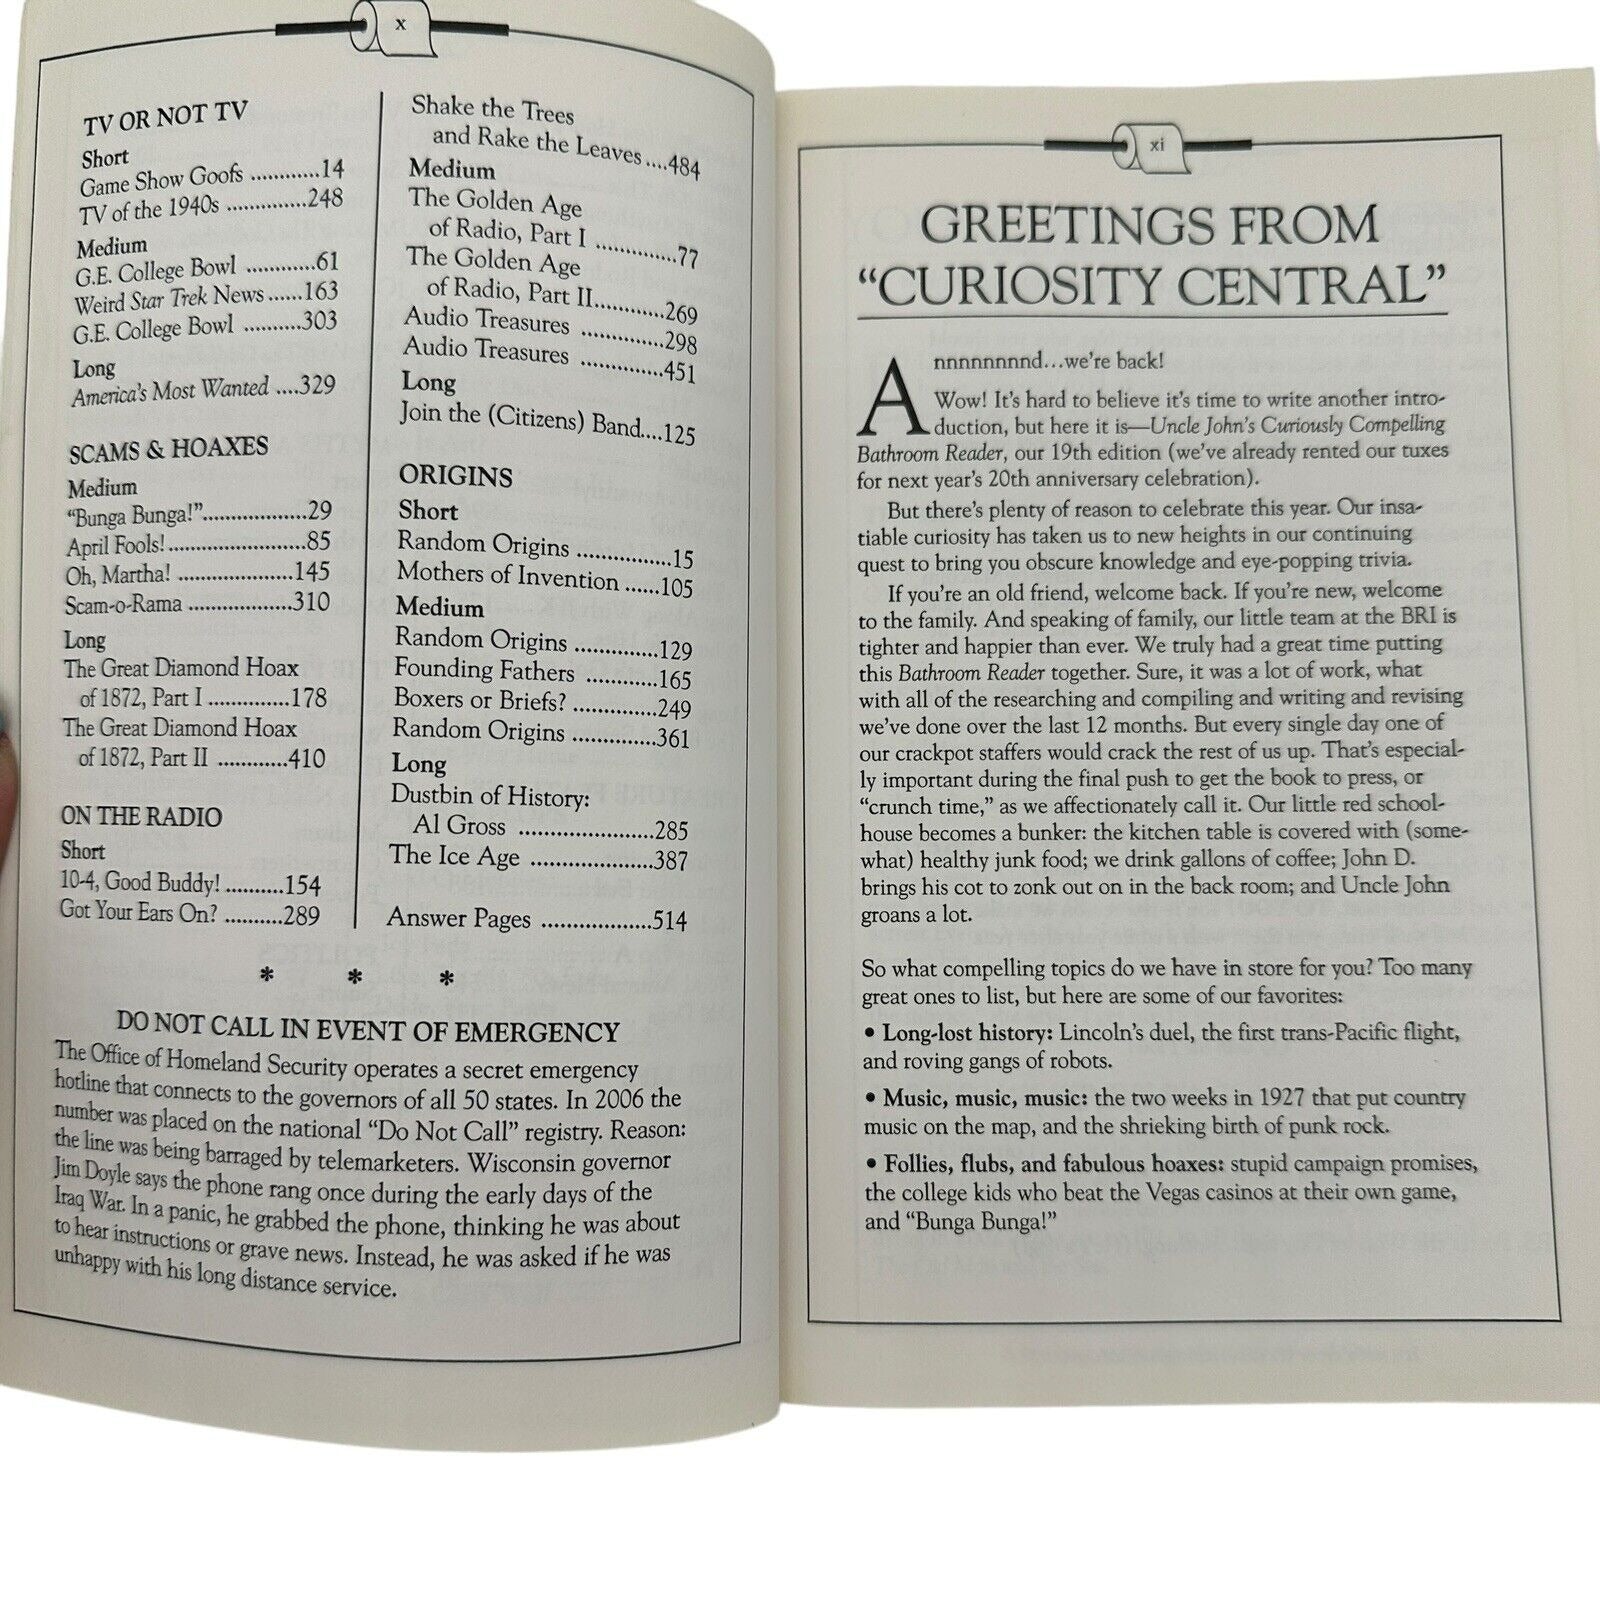 x
TV OR NOT TV
Short
Game Show Goofs ............14
TV of the 1940s ..............248
Medium
G.E. College Bowl ............61
Weird Star Trek News......163
G.E. College Bowl ..........303
Long
America's Most Wanted ....329
SCAMS & HOAXES
Medium
“Bunga Bunga!”..................29
April Fools!........................85
Oh, Martha! ....................145
Scam-o-Rama ..................310
Long
The Great Diamond Hoax
of 1872, Part I ..............178
The Great Diamond Hoax
of 1872, Part II ............410
ON THE RADIO
Short
10-4, Good Buddy!..........154
Got Your Ears On? ..........289
Shake the Trees
and Rake the Leaves ....484
Medium
The Golden Age
of Radio, Part I ............77
The Golden Age
of Radio, Part II............269
Audio Treasures ..............298
Audio Treasures ..............451
Long
Join the (Citizens) Band....125
ORIGINS
Short
Random Origins ..............15
Mothers of Invention ......105
Medium
Random Origins ..............129
Founding Fathers ............165
Boxers or Briefs? ..............249
Random Origins ..............361
Long
Dustbin of History:
Al Gross ......................285
The Ice Age ....................387
Answer Pages ..................514
* * *
DO NOT CALL IN EVENT OF EMERGENCY
The Office of Homeland Security operates a secret emergency
hotline that connects to the governors of all 50 states. In 2006 the
number was placed on the national “Do Not Call” registry. Reason:
the line was being barraged by telemarketers. Wisconsin governor
Jim Doyle says the phone rang once during the early days of the
Iraq War. In a panic, he grabbed the phone, thinking he was about
to hear instructions or grave news. Instead, he was asked if he was
unhappy with his long distance service.
xi
GREETINGS FROM
“CURIOSITY CENTRAL”
Annnnnnnnd…we're back!
Wow! It's hard to believe it's time to write another intro-
duction, but here it is—Uncle John's Curiously Compelling
Bathroom Reader, our 19th edition (we've already rented our tuxes
for next year's 20th anniversary celebration).
But there's plenty of reason to celebrate this year. Our insa-
tiable curiosity has taken us to new heights in our continuing
quest to bring you obscure knowledge and eye-popping trivia.
If you're an old friend, welcome back. If you're new, welcome
to the family. And speaking of family, our little team at the BRI is
tighter and happier than ever. We truly had a great time putting
this Bathroom Reader together. Sure, it was a lot of work, what
with all of the researching and compiling and writing and revising
we've done over the last 12 months. But every single day one of
our crackpot staffers would crack the rest of us up. That's especial-
ly important during the final push to get the book to press, or
“crunch time,” as we affectionately call it. Our little red school-
house becomes a bunker: the kitchen table is covered with (some-
what) healthy junk food; we drink gallons of coffee; John D.
brings his cot to zonk out on in the back room; and Uncle John
groans a lot.
So what compelling topics do we have in store for you? Too many
great ones to list, but here are some of our favorites:
• Long-lost history: Lincoln's duel, the first trans-Pacific flight,
and roving gangs of robots.
• Music, music, music: the two weeks in 1927 that put country
music on the map, and the shrieking birth of punk rock.
• Follies, flubs, and fabulous hoaxes: stupid campaign promises,
the college kids who beat the Vegas casinos at their own game,
and “Bunga Bunga!”